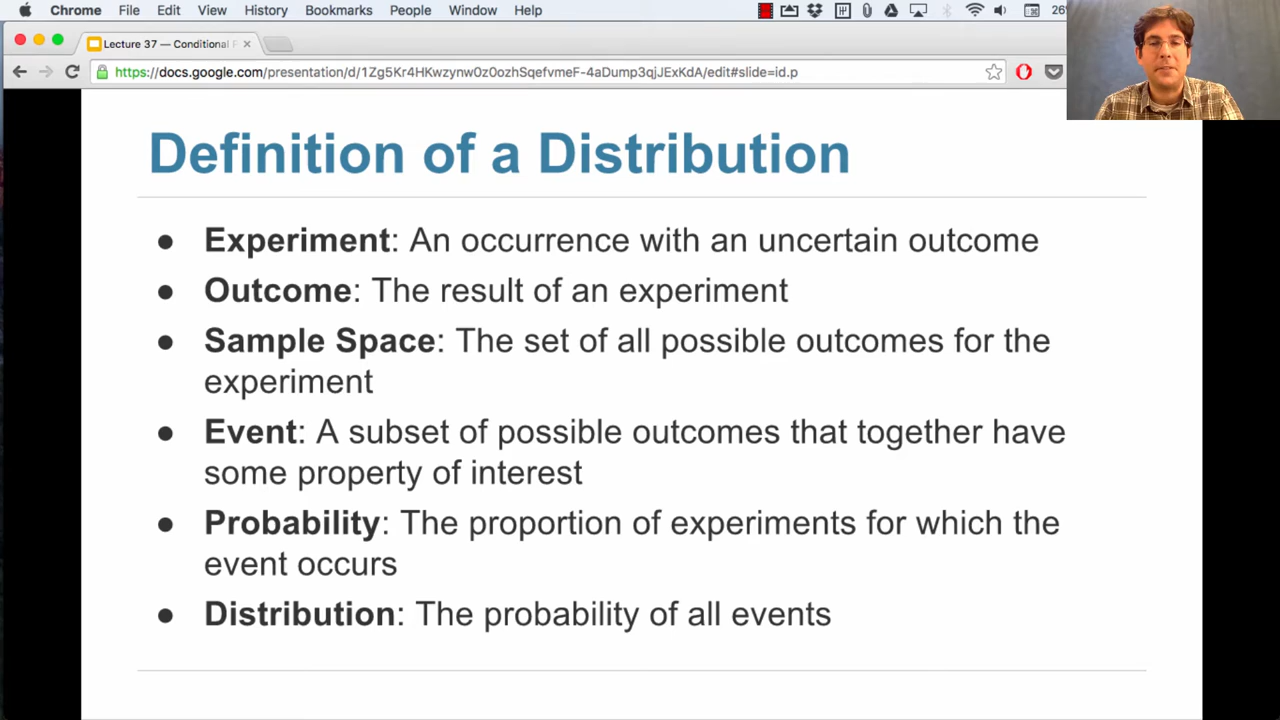 Chrome File Edit View History Bookmarks People Window Help
Lecture 37 — Conditional
https://docs.google.com/presentation/d/1Zg5Kr4HKwzynw0z0ozhSqefvmeF-4aDump3qjJExKdA/edit#slide=id.p
Definition of a Distribution
● Experiment: An occurrence with an uncertain outcome
● Outcome: The result of an experiment
● Sample Space: The set of all possible outcomes for the
experiment
● Event: A subset of possible outcomes that together have
some property of interest
● Probability: The proportion of experiments for which the
event occurs
● Distribution: The probability of all events